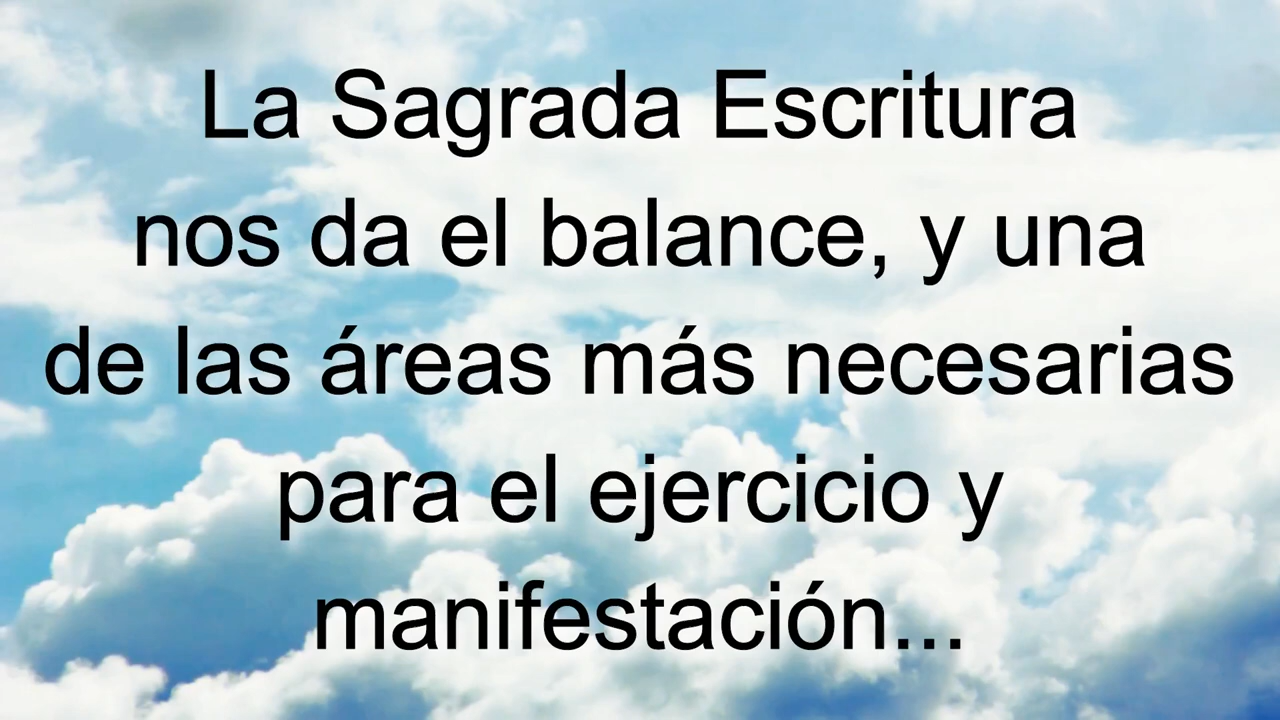 La Sagrada Escritura
nos da el balance, y una
de las áreas más necesarias
para el ejercicio y
manifestación...